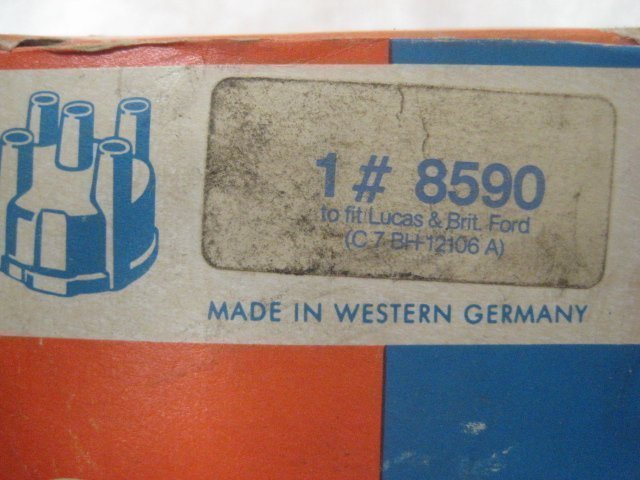 1 # 8590
to fit Lucas & Brit. Ford
(C 7 BH 12106 A)
MADE IN WESTERN GERMANY